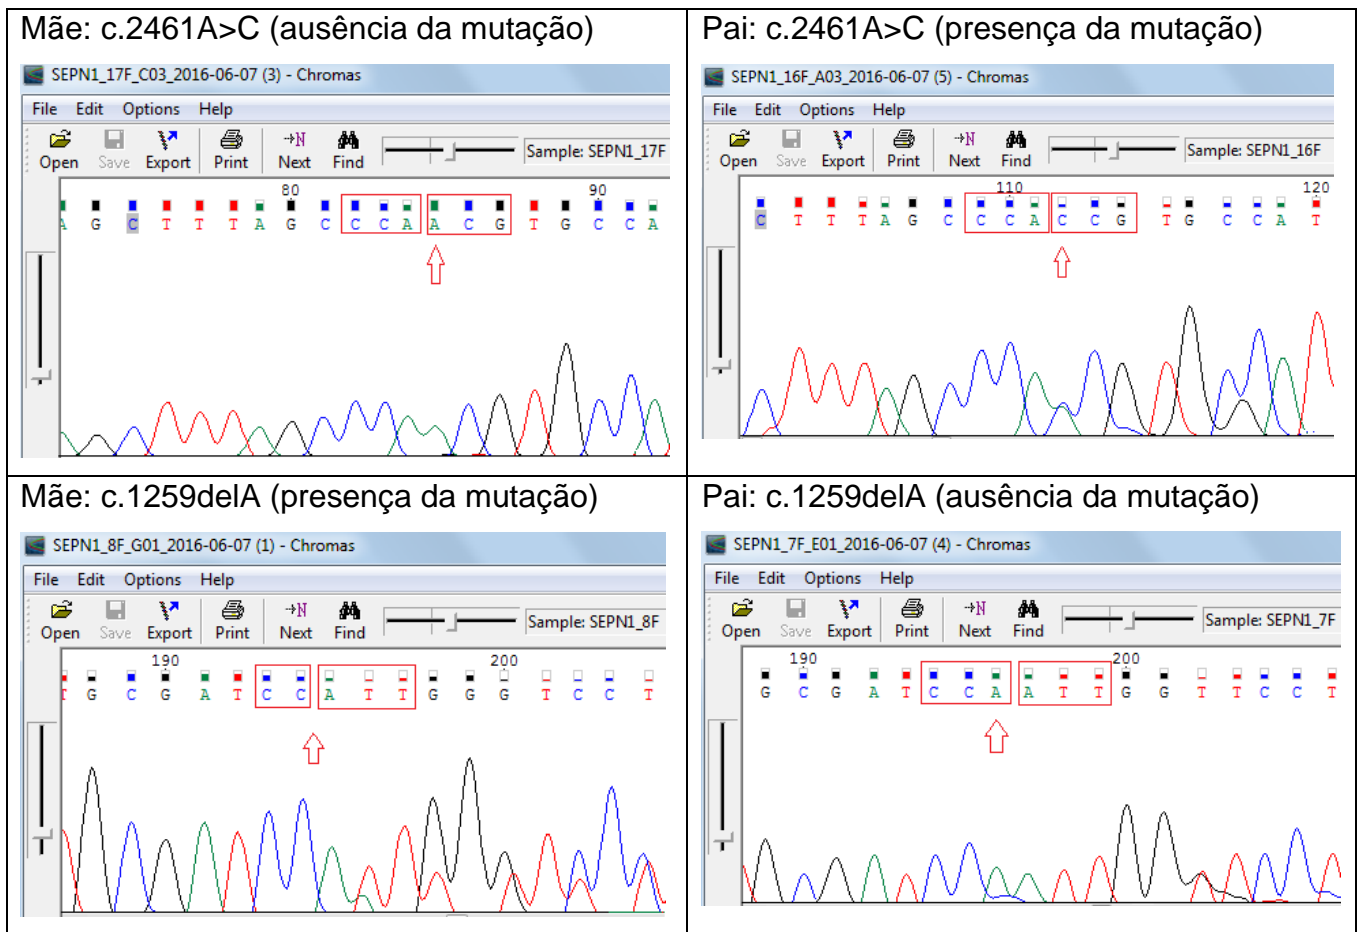 Mãe: c.2461A>C (ausência da mutação)
SEPN1_17F_C03_2016-06-07 (3) - Chromas
File Edit Options Help
Open Save Export Print Next Find
→N
Sample: SEPN1_17F
80 90
A G C T T T A G C C C A A C G T G C C A
Pai: c.2461A>C (presença da mutação)
SEPN1_16F_A03_2016-06-07 (5) - Chromas
File Edit Options Help
→N
Open Save Export Print Next Find
Sample: SEPN1_16F
110 120
C T T T A G C C C A C C G T G C C A T
Mãe: c.1259delA (presença da mutação)
SEPN1_8F_G01_2016-06-07 (1) - Chromas
File Edit Options Help
→N
Open Save Export Print Next Find
Sample: SEPN1_8F
190 200
T G C G A T C C A T T G G G T C C T
Pai: c.1259delA (ausência da mutação)
SEPN1_7F_E01_2016-06-07 (4) - Chromas
File Edit Options Help
→N
Open Save Export Print Next Find
Sample: SEPN1_7F
190 200
G C G A T C C A A T T G G T T C C T